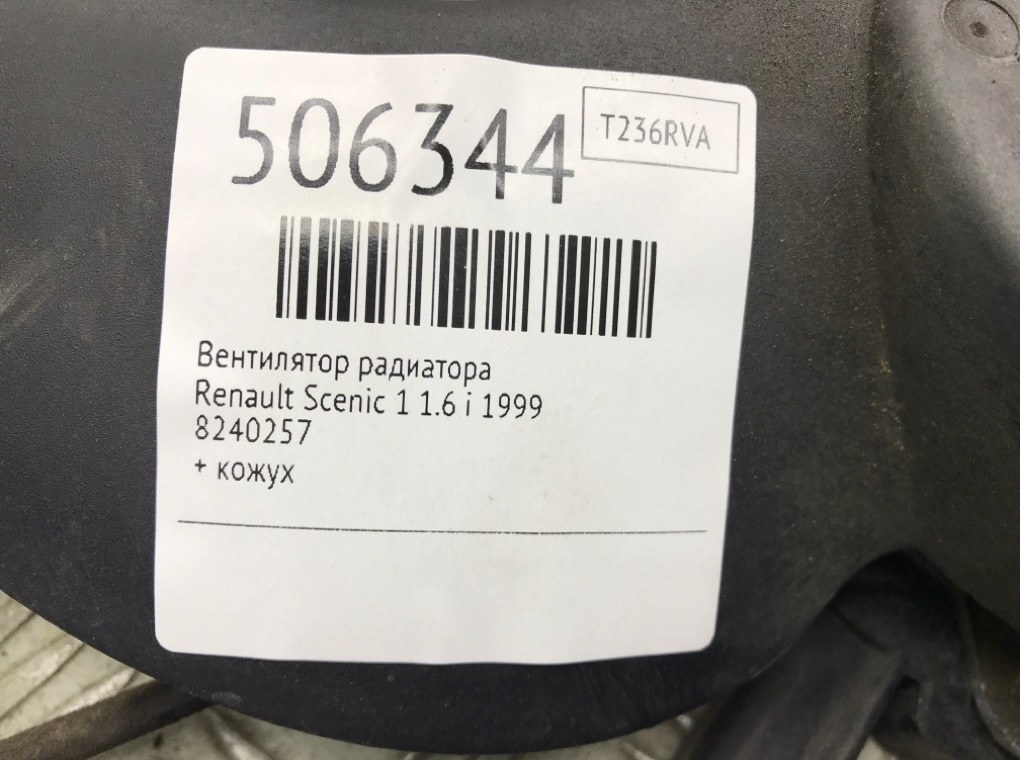 506344
T236RVA
Вентилятор радиатора
Renault Scenic 1 1.6 i 1999
8240257
+ кожух